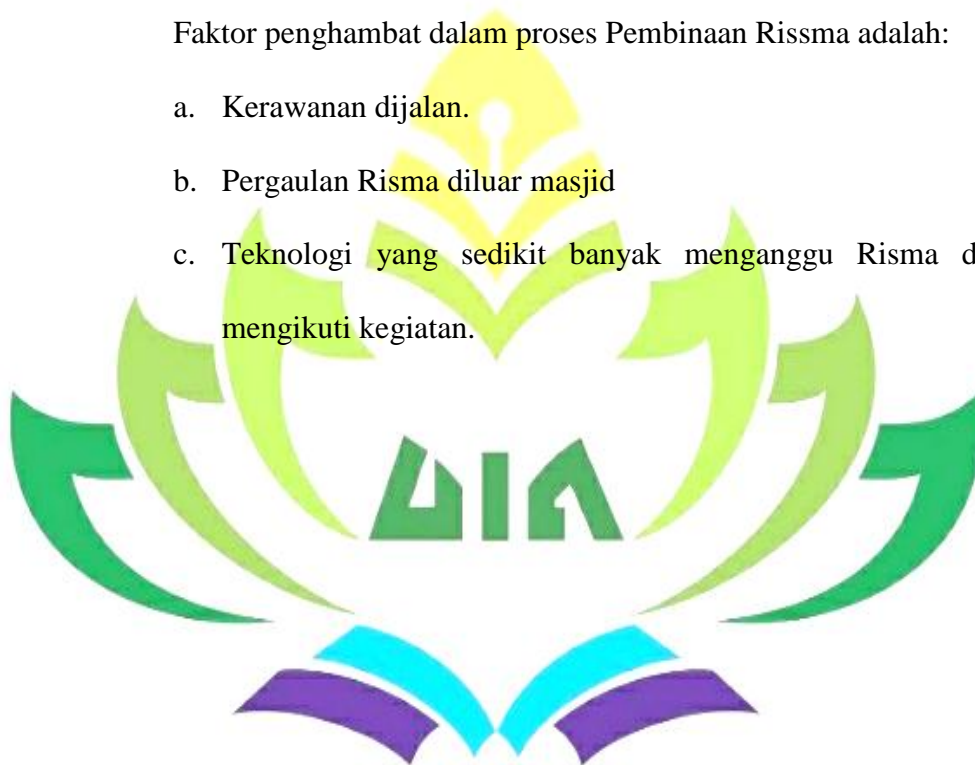 Faktor penghambat dalam proses Pembinaan Rissma adalah:
a. Kerawanan dijalan.
b. Pergaulan Risma diluar masjid
c. Teknologi yang sedikit banyak menganggu Risma d
mengikuti kegiatan.
UIN